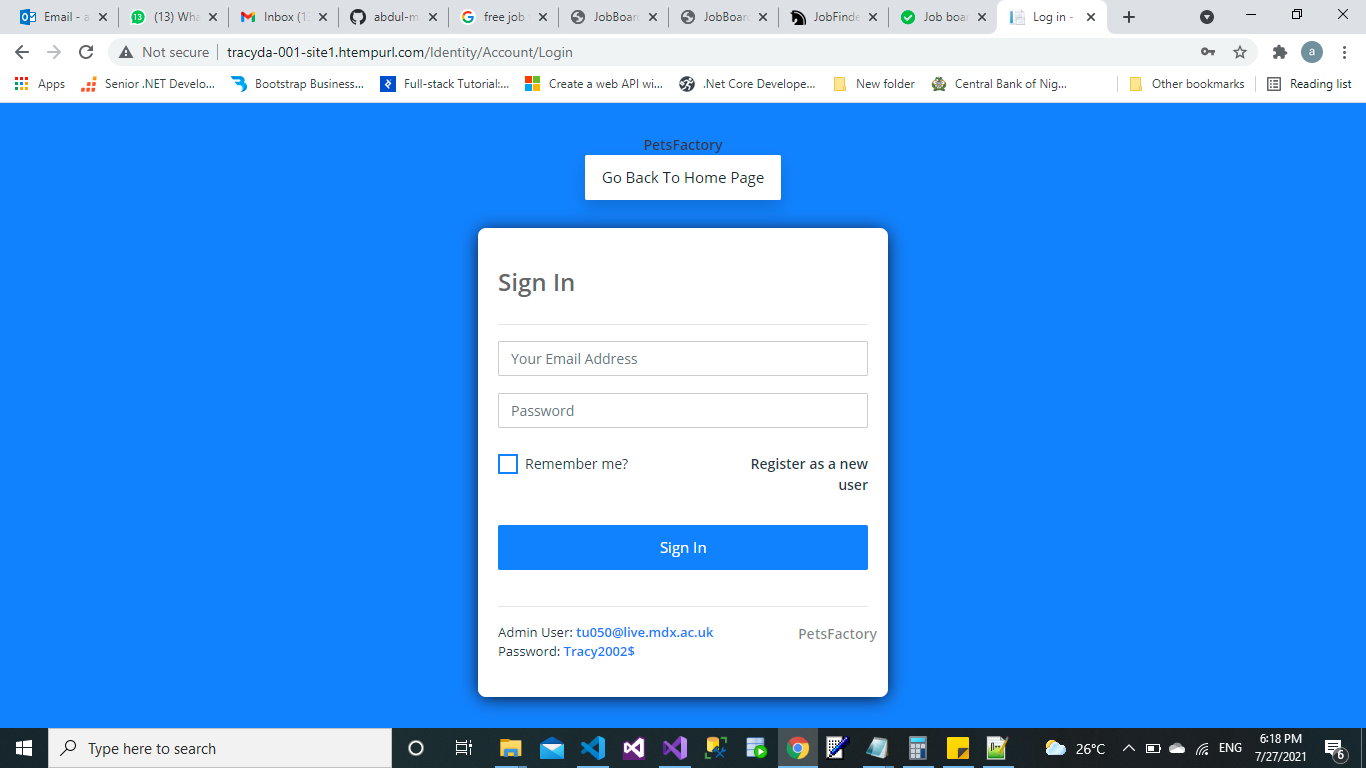 Email - a
(13) Wha
Inbox (13
abdul-m
free job
JobBoar
JobBoar
JobFinde
Job boar
Log in -
Not secure
tracyda-001-site1.htempurl.com/Identity/Account/Login
a
Apps
Senior .NET Develo...
Bootstrap Business...
Full-stack Tutorial:...
Create a web API wi...
.Net Core Develope...
New folder
Central Bank of Nig...
Other bookmarks
Reading list
PetsFactory
Go Back To Home Page
Sign In
Your Email Address
Password
Remember me?
Register as a new
user
Sign In
Admin User: tu050@live.mdx.ac.uk
Password: Tracy2002$
PetsFactory
Type here to search
26°C
ENG
6:18 PM
7/27/2021
6